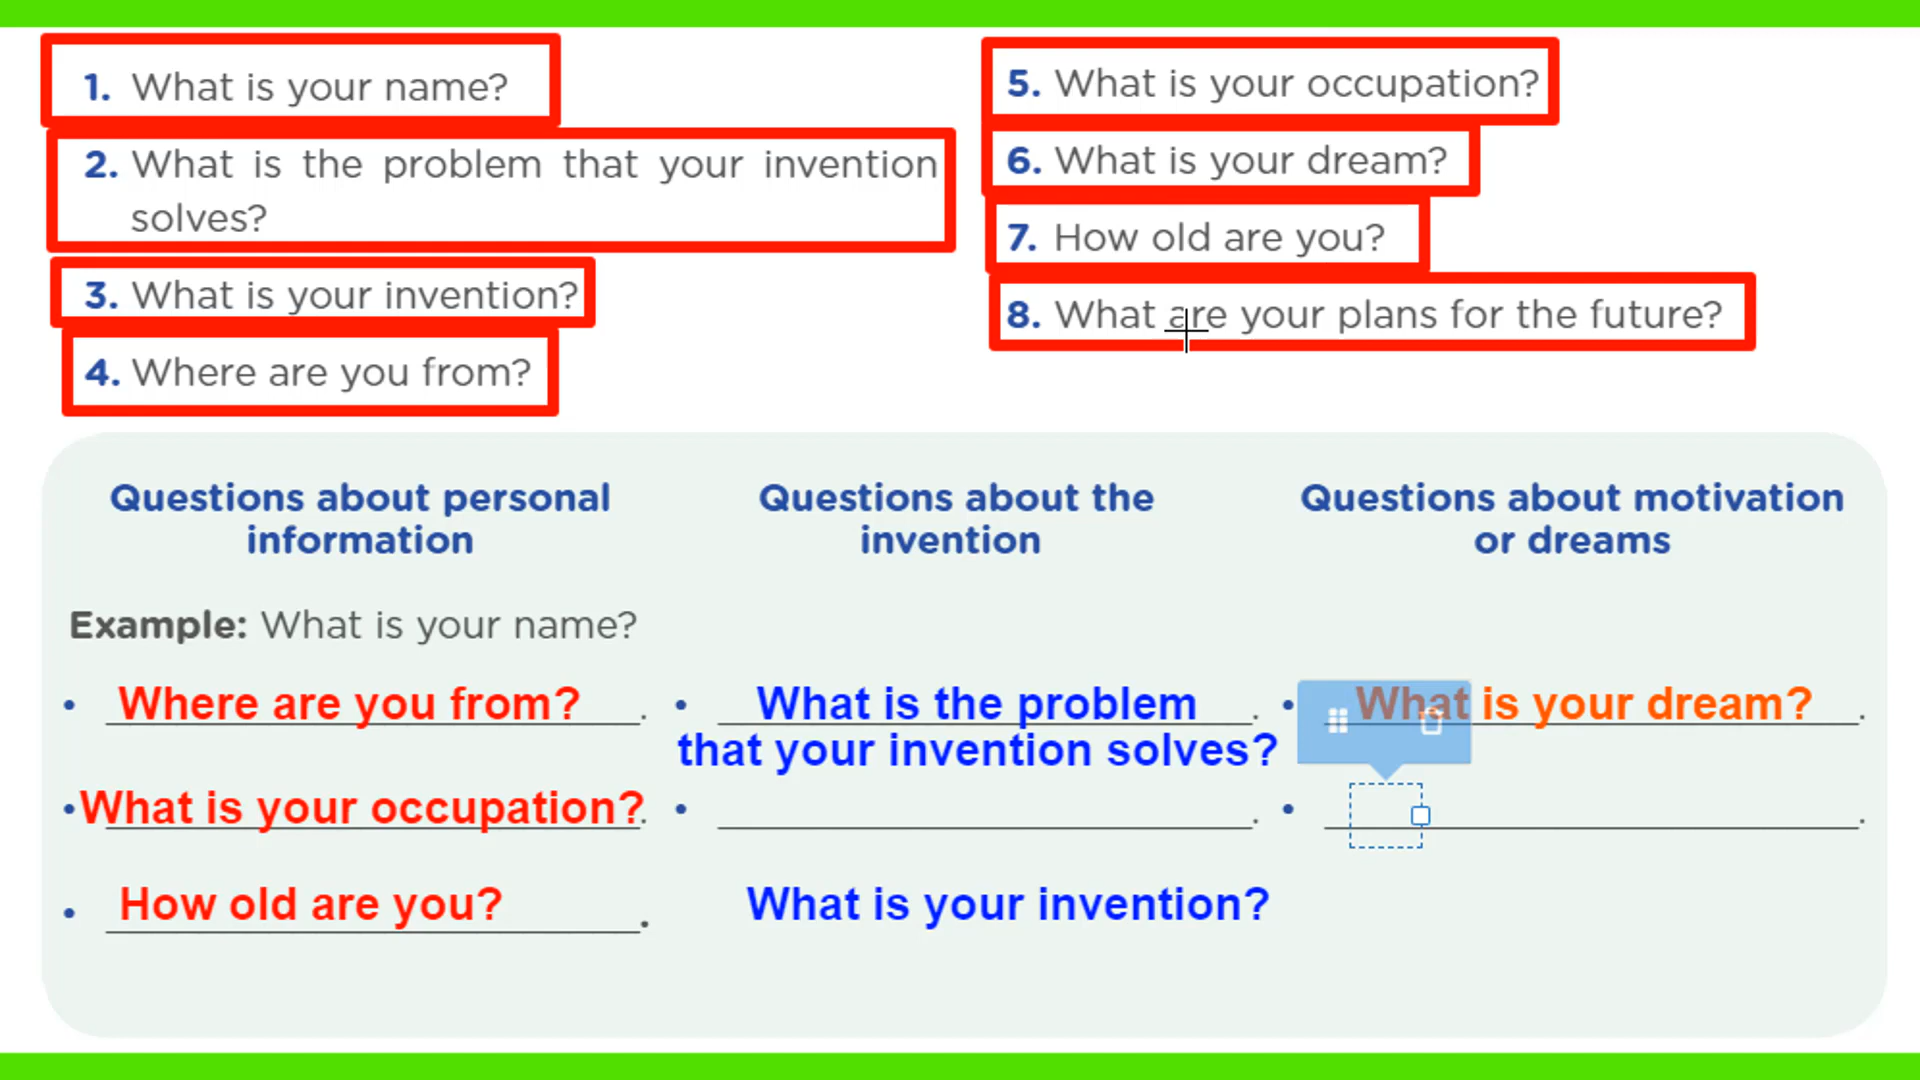 1. What is your name?
2. What is the problem that your invention
solves?
3. What is your invention?
4. Where are you from?
5. What is your occupation?
6. What is your dream?
7. How old are you?
8. What are your plans for the future?
Questions about personal
information
Example: What is your name?
• Where are you from? .
• What is your occupation? .
• How old are you? .
Questions about the
invention
• What is the problem .
that your invention solves?
• .
What is your invention?
Questions about motivation
or dreams
• What is your dream? .
• .